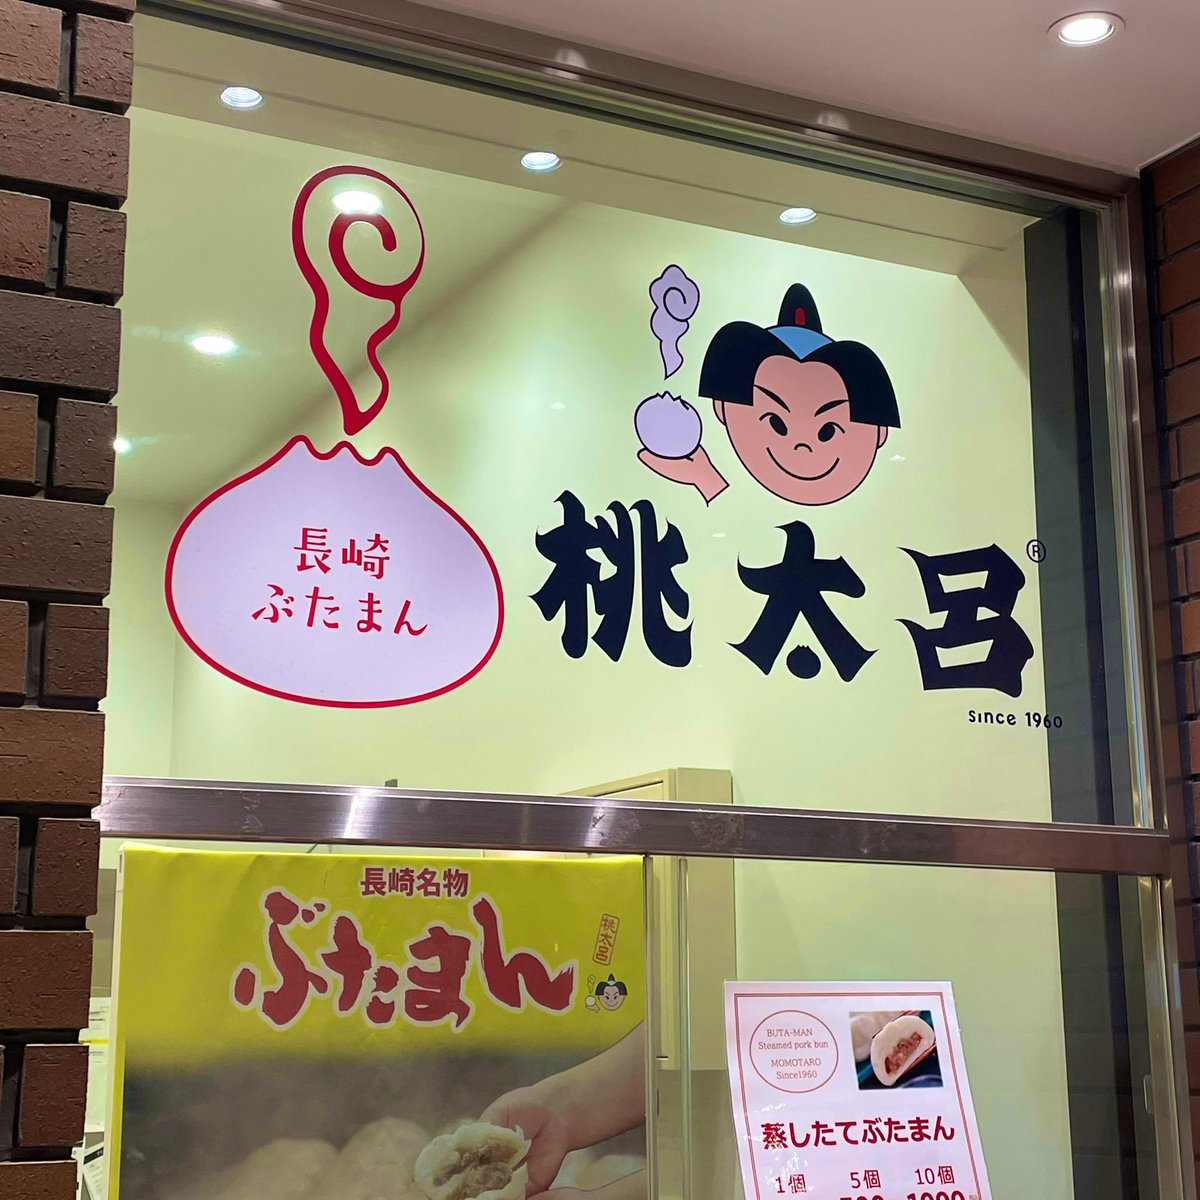 長崎
ぶたまん
桃太呂®
since 1960
長崎名物
ぶたまん
桃太呂
BUTA-MAN
Steamed pork bun
MOMOTARO
Since1960
蒸したてぶたまん
1個 5個 10個